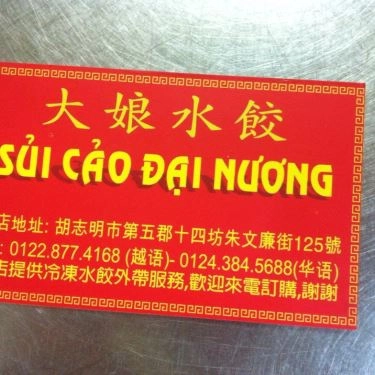 大娘水餃
SỦI CẢO ĐẠI NƯƠNG
店地址: 胡志明市第五郡十四坊朱文廉街125號
: 0122.877.4168 (越语)- 0124.384.5688(华语)
店提供冷凍水餃外帶服務,歡迎來電訂購,謝謝